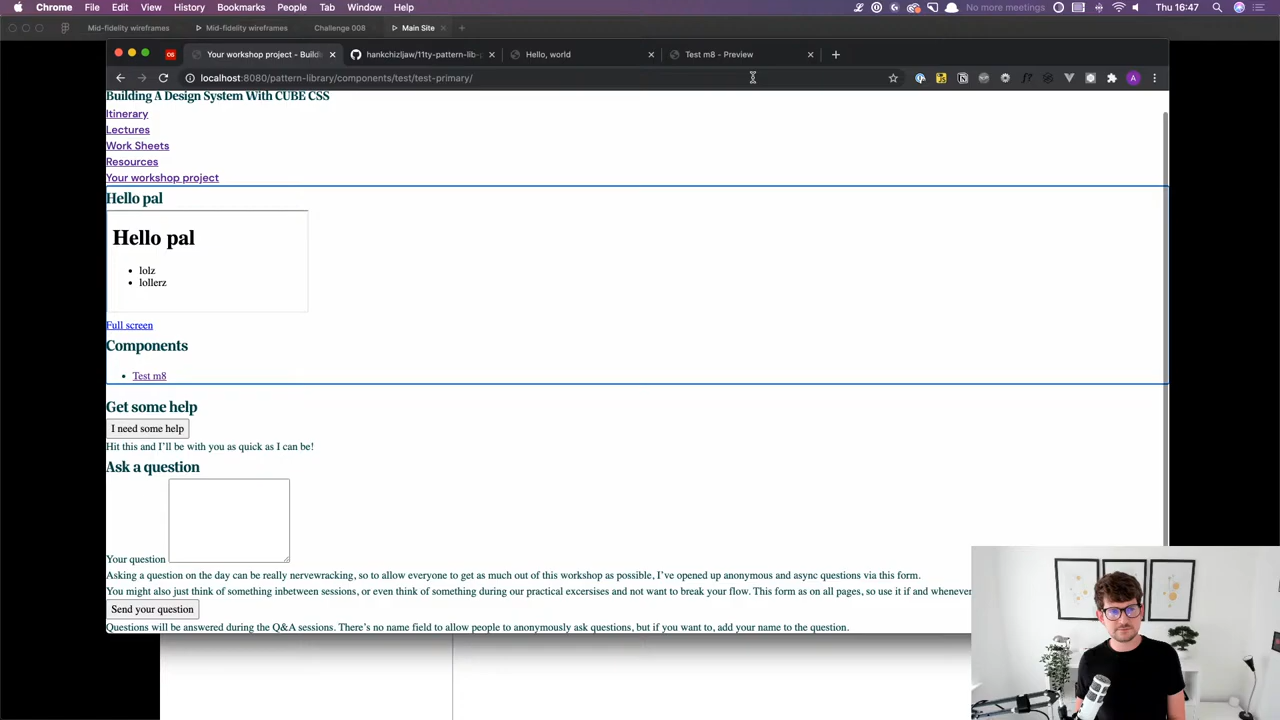 Chrome File Edit View History Bookmarks Profiles Tab Window Help
No meetings
16:47
Mid-fidelity wireframes
Mid-fidelity wireframes
Challenge 008
Main Site
Your workshop project - Buildi
hankchizljaw/11ty-pattern-lib-
Hello, world
Test m8 - Preview
localhost:8080/pattern-library/components/test/test-primary/
Building A Design System With CUBE CSS
Itinerary
Lectures
Work Sheets
Resources
Your workshop project
Hello pal
Hello pal
lolz
lollerz
Full screen
Components
Test m8
Get some help
I need some help
Hit this and I’ll be with you as quick as I can be!
Ask a question
Your question
Asking a question on the day can be really nervewracking, so to allow everyone to get as much out of this workshop as possible, I’ve opened up anonymous and async questions via this form.
You might also just think of something inbetween sessions, or even think of something during our practical excersises and not want to break your flow. This form as on all pages, so use it if and whenever
Send your question
Questions will be answered during the Q&A sessions. There’s no name field to allow people to anonymously ask questions, but if you want to, add your name to the question.